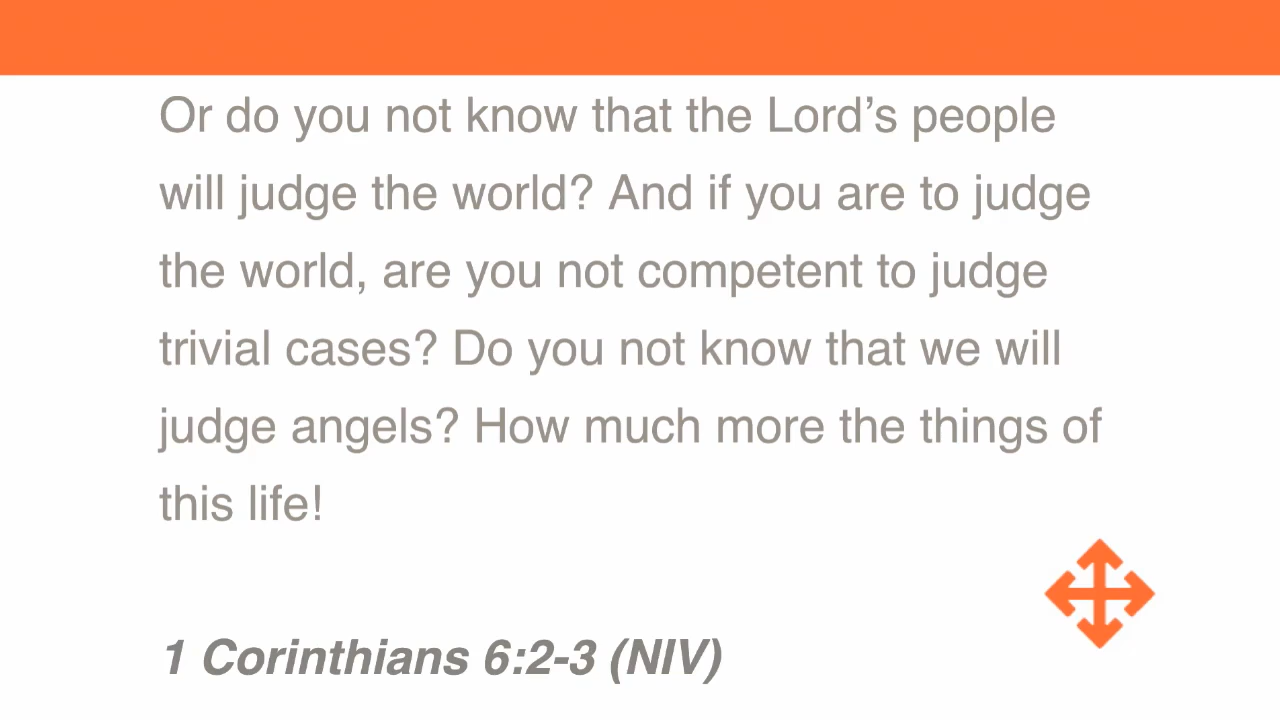 Or do you not know that the Lord’s people
will judge the world? And if you are to judge
the world, are you not competent to judge
trivial cases? Do you not know that we will
judge angels? How much more the things of
this life!
1 Corinthians 6:2-3 (NIV)